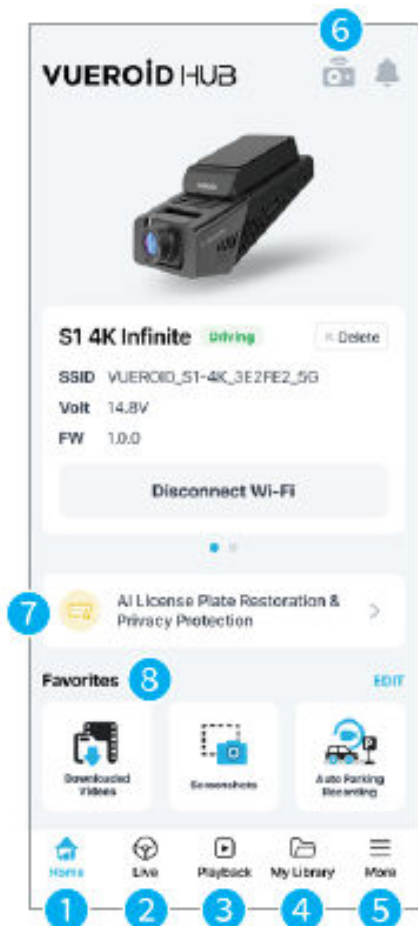 6
VUEROID HUB
S1 4K Infinite Driving Delete
SSID VUEROID_S1-4K_3E2FE2_5G
Volt 14.8V
FW 1.0.0
Disconnect Wi-Fi
7
AI License Plate Restoration &
Privacy Protection
Favorites 8 EDIT
Downloaded
Videos
Screenshots
Auto Parking
Recording
Home Live Playback My Library More
1 2 3 4 5